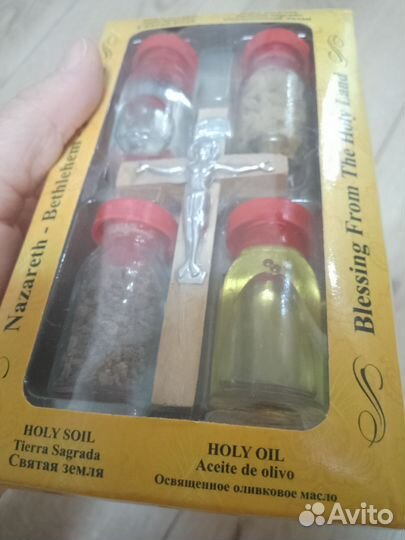 Nazareth - Bethlehem
Blessing From The Holy Land
HOLY SOIL
Tierra Sagrada
Святая земля
HOLY OIL
Aceite de olivo
Освященное оливковое масло
Avito